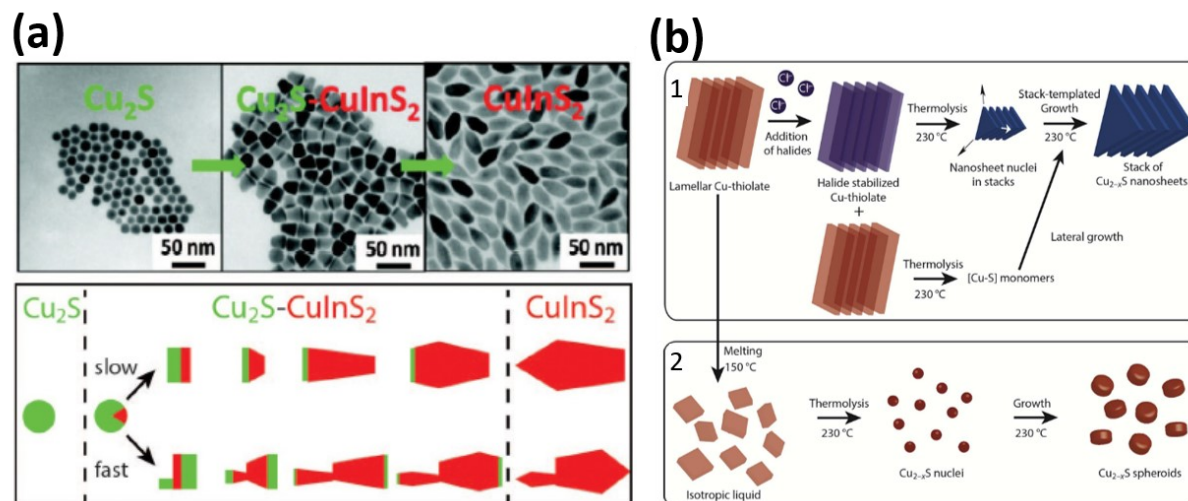 (a)
Cu₂S
Cu₂S-CuInS₂
CuInS₂
50 nm
50 nm
50 nm
Cu₂S
Cu₂S-CuInS₂
CuInS₂
slow
fast
(b)
1
Lamellar Cu-thiolate
Cl⁻
Cl⁻
Cl⁻
Addition
of halides
Halide stabilized
Cu-thiolate
+
Thermolysis
230 °C
Nanosheet nuclei
in stacks
Stack-templated
Growth
230 °C
Stack of
Cu₂₋ₓS nanosheets
Thermolysis
230 °C
[Cu-S] monomers
Lateral growth
2
Melting
150 °C
Isotropic liquid
Thermolysis
230 °C
Cu₂₋ₓS nuclei
Growth
230 °C
Cu₂₋ₓS spheroids